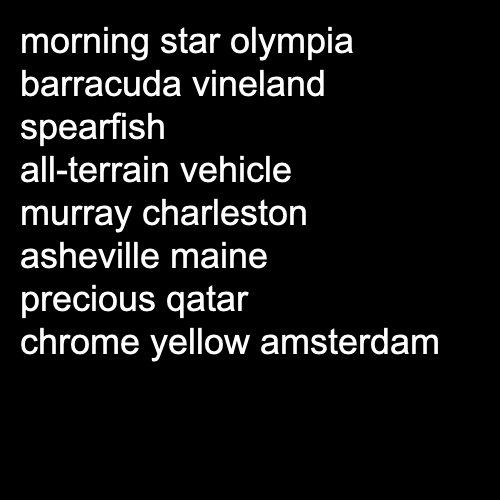 morning star olympia
barracuda vineland
spearfish
all-terrain vehicle
murray charleston
asheville maine
precious qatar
chrome yellow amsterdam